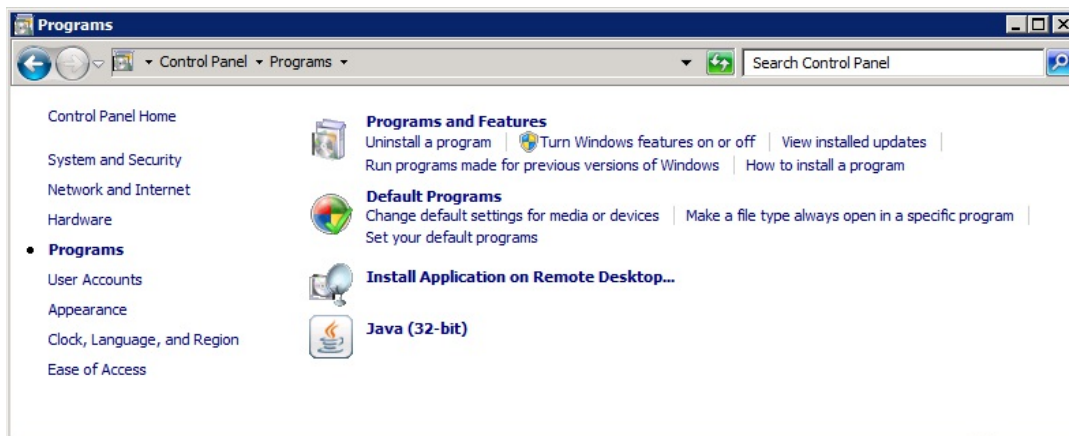 Programs
Control Panel Programs
Search Control Panel
Control Panel Home
System and Security
Network and Internet
Hardware
Programs
User Accounts
Appearance
Clock, Language, and Region
Ease of Access
Programs and Features
Uninstall a program Turn Windows features on or off View installed updates
Run programs made for previous versions of Windows How to install a program
Default Programs
Change default settings for media or devices Make a file type always open in a specific program
Set your default programs
Install Application on Remote Desktop...
Java (32-bit)